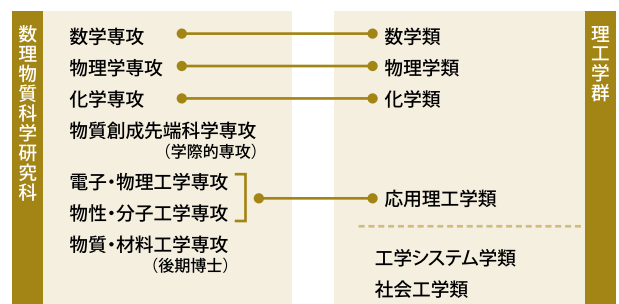 数理物質科学研究科
数学専攻
物理学専攻
化学専攻
物質創成先端科学専攻
（学際的専攻）
電子・物理工学専攻
物性・分子工学専攻
物質・材料工学専攻
（後期博士）
数学類
物理学類
化学類
応用理工学類
工学システム学類
社会工学類
理工学群